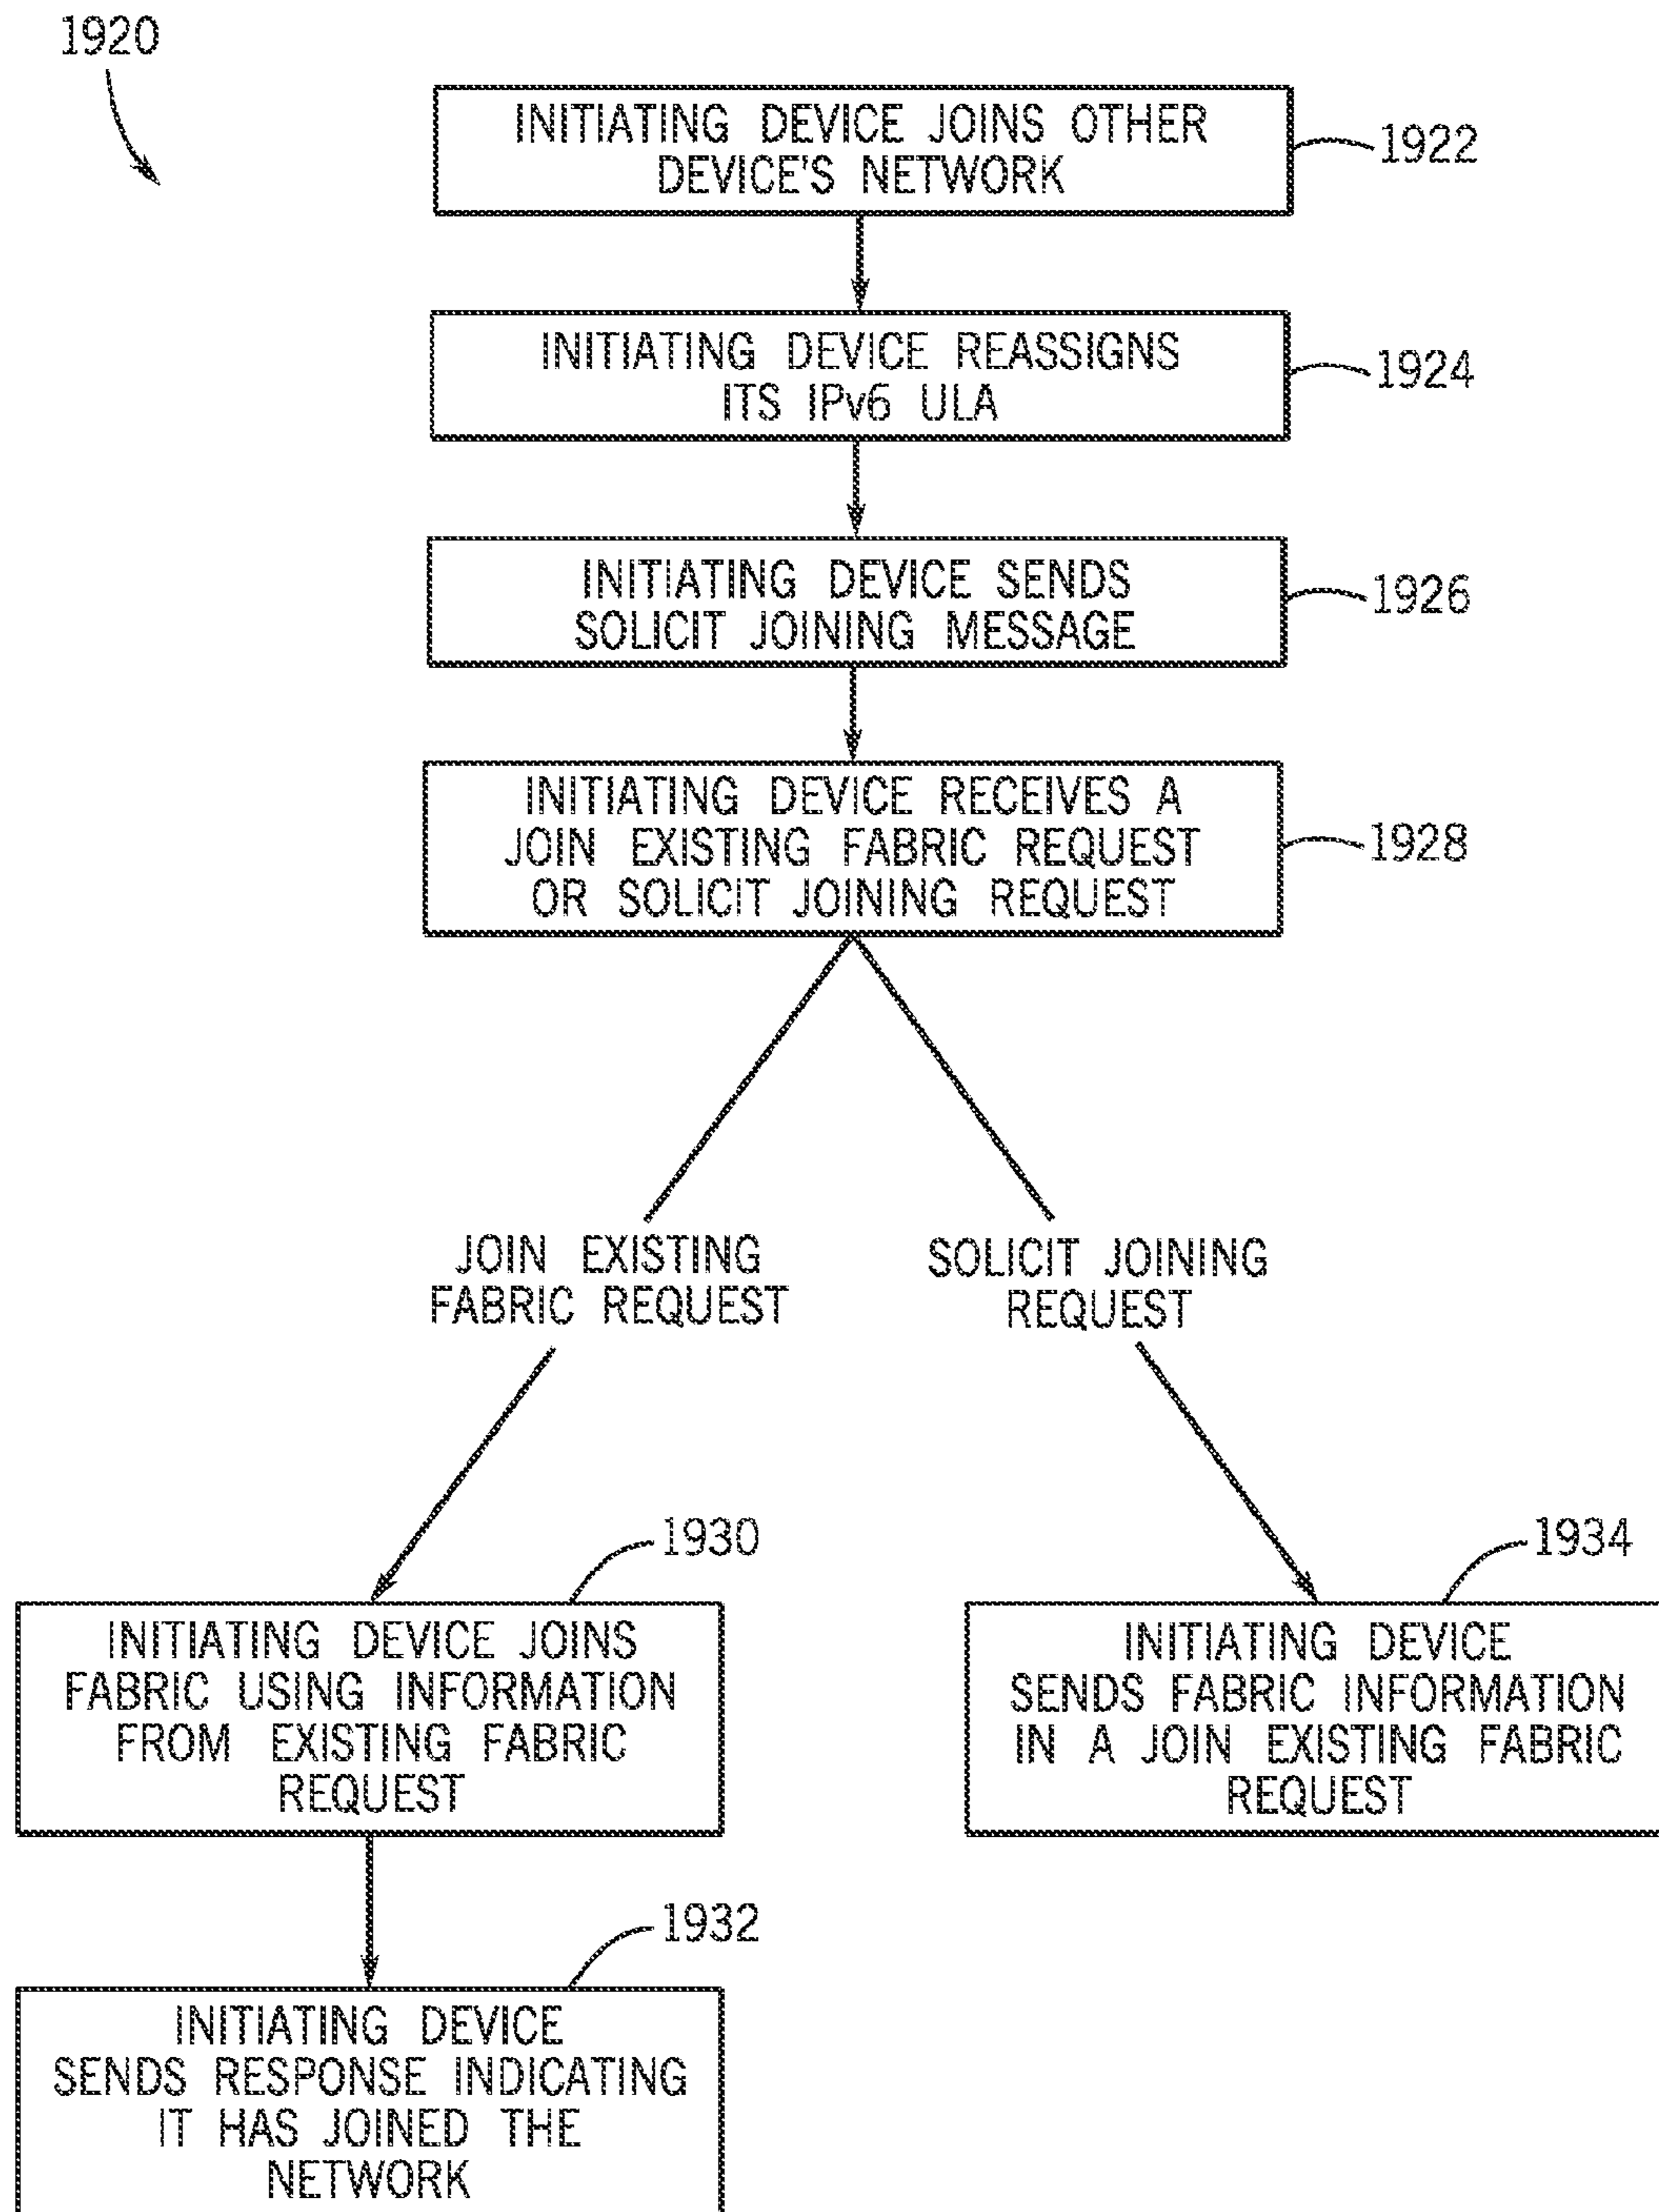 1920
INITIATING DEVICE JOINS OTHER
DEVICE'S NETWORK
1922
INITIATING DEVICE REASSIGNS
ITS IPv6 ULA
1924
INITIATING DEVICE SENDS
SOLICIT JOINING MESSAGE
1926
INITIATING DEVICE RECEIVES A
JOIN EXISTING FABRIC REQUEST
OR SOLICIT JOINING REQUEST
1928
JOIN EXISTING
FABRIC REQUEST
SOLICIT JOINING
REQUEST
1930
INITIATING DEVICE JOINS
FABRIC USING INFORMATION
FROM EXISTING FABRIC
REQUEST
1934
INITIATING DEVICE
SENDS FABRIC INFORMATION
IN A JOIN EXISTING FABRIC
REQUEST
1932
INITIATING DEVICE
SENDS RESPONSE INDICATING
IT HAS JOINED THE
NETWORK